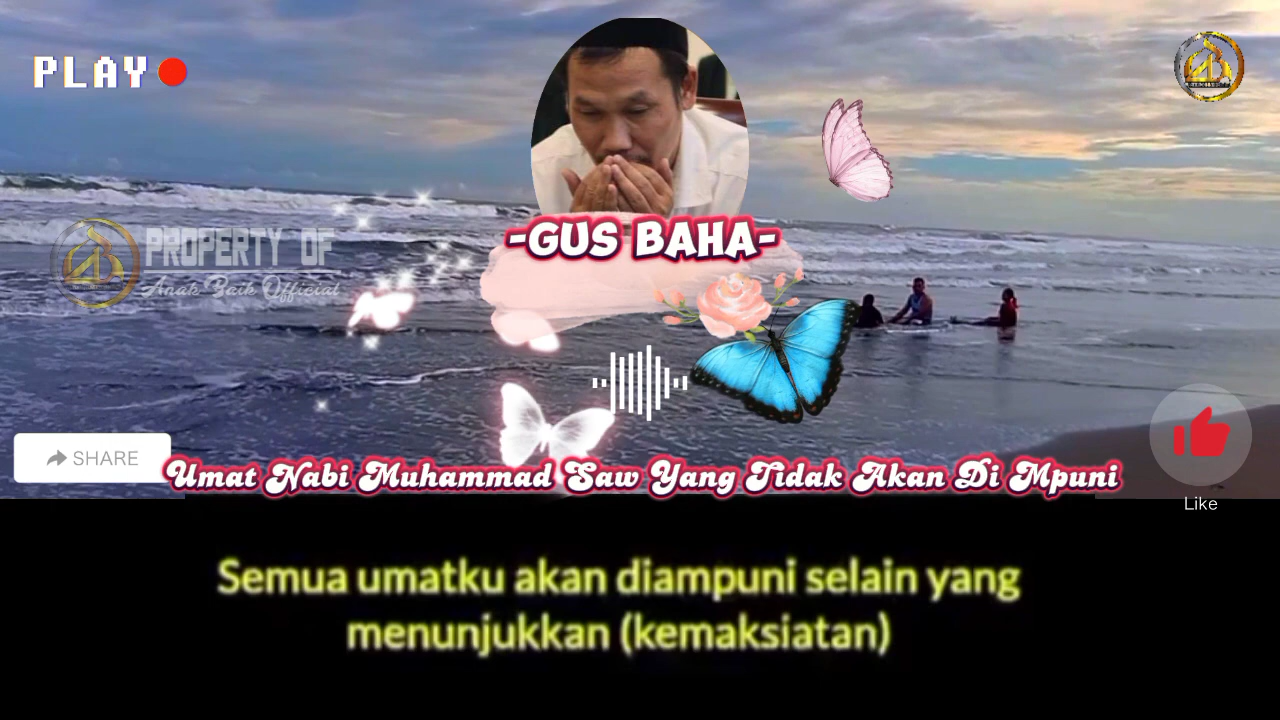 PLAY
-GUS BAHA-
PROPERTY OF
Anak Baik Official
SHARE
Umat Nabi Muhammad Saw Yang Tidak Akan Di Mpuni
Like
Semua umatku akan diampuni selain yang
menunjukkan (kemaksiatan)